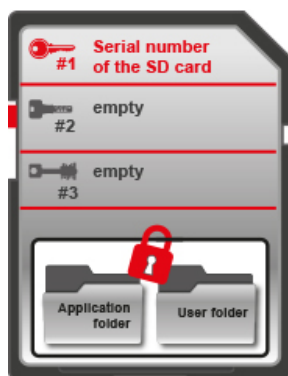 Serial number
of the SD card
#1
empty
#2
empty
#3
Application
folder
User folder